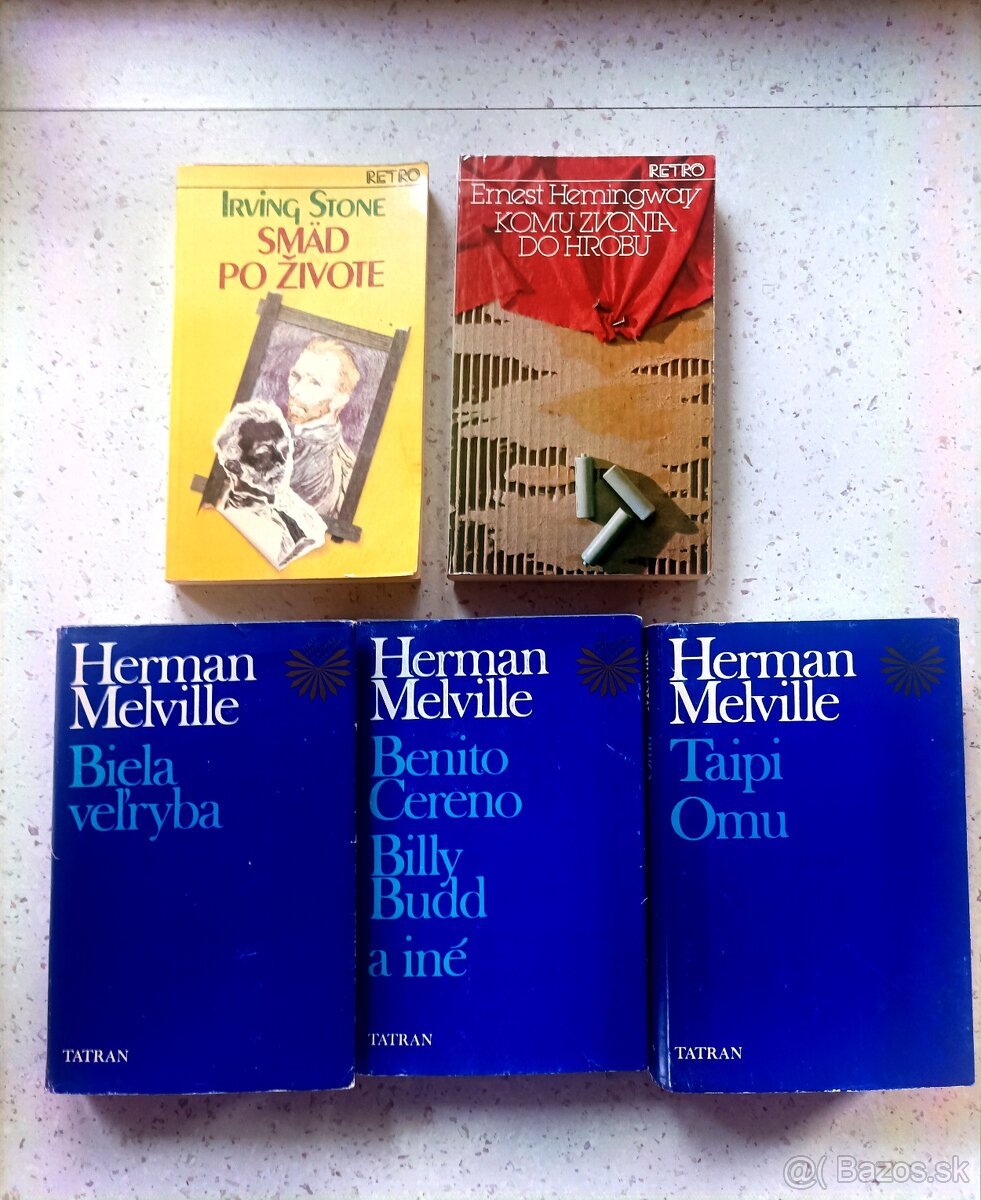 RETRO
IRVING STONE
SMÄD
PO ŽIVOTE
RETRO
Ernest Hemingway
KOMU ZVONIA
DO HROBU
Herman
Melville
Biela
veľryba
TATRAN
Herman
Melville
Benito
Cereno
Billy
Budd
a iné
TATRAN
Herman
Melville
Taipi
Omu
TATRAN
@( Bazos.sk